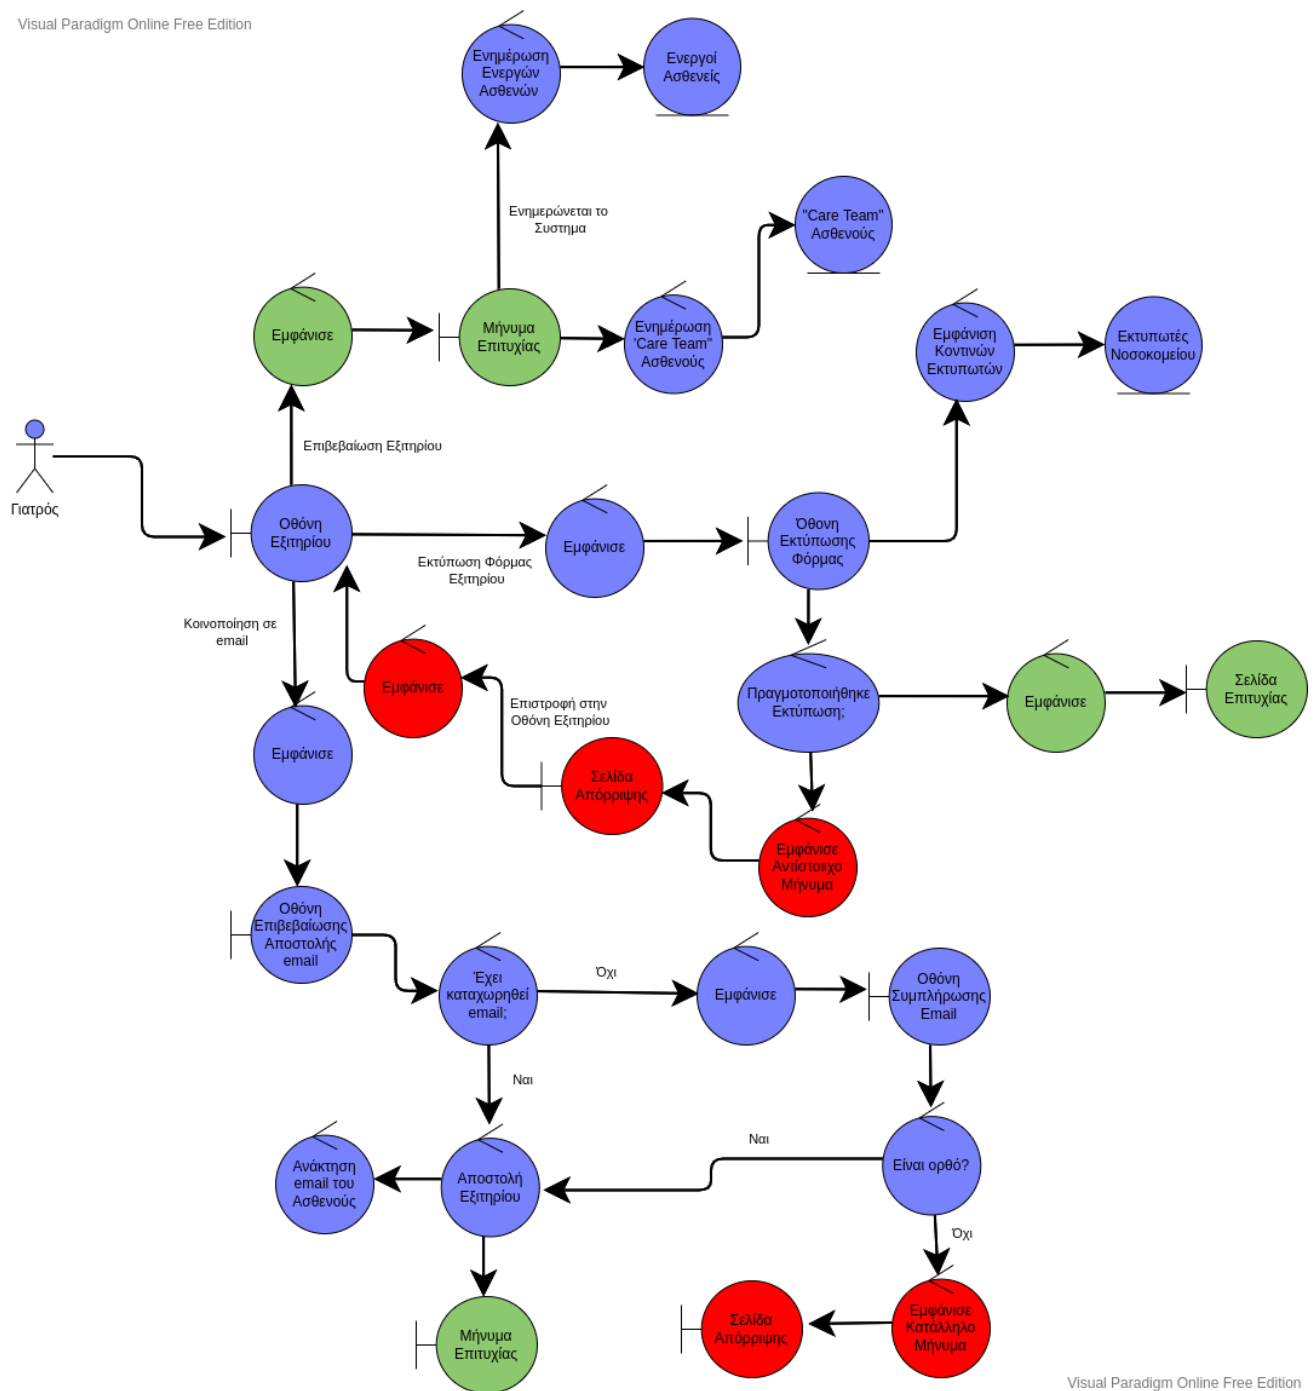 Visual Paradigm Online Free Edition
Ενημέρωση
Ενεργών
Ασθενών
Ενεργοί
Ασθενείς
Ενημερώνεται το
Συστημα
"Care Team"
Ασθενούς
Εμφάνισε
Μήνυμα
Επιτυχίας
Ενημέρωση
'Care Team"
Ασθενούς
Εμφάνιση
Κοντινών
Εκτυπωτών
Εκτυπωτές
Νοσοκομείου
Επιβεβαίωση Εξιτηρίου
Γιατρός
Οθόνη
Εξιτηρίου
Εκτύπωση Φόρμας
Εξιτηρίου
Εμφάνισε
Όθονη
Εκτύπωσης
Φόρμας
Κοινοποίηση σε
email
Εμφάνισε
Επιστροφή στην
Οθόνη Εξιτηρίου
Πραγμοτοποιήθηκε
Εκτύπωση;
Εμφάνισε
Σελίδα
Επιτυχίας
Εμφάνισε
Σελίδα
Απόρριψης
Εμφάνισε
Αντίστοιχο
Μήνυμα
Οθόνη
Επιβεβαίωσης
Αποστολής
email
Έχει
καταχωρηθεί
email;
Όχι
Εμφάνισε
Οθόνη
Συμπλήρωσης
Email
Ναι
Ναι
Ανάκτηση
email του
Ασθενούς
Αποστολή
Εξιτηρίου
Είναι ορθό?
Όχι
Μήνυμα
Επιτυχίας
Σελίδα
Απόρριψης
Εμφάνισε
Κατάλληλο
Μήνυμα
Visual Paradigm Online Free Edition